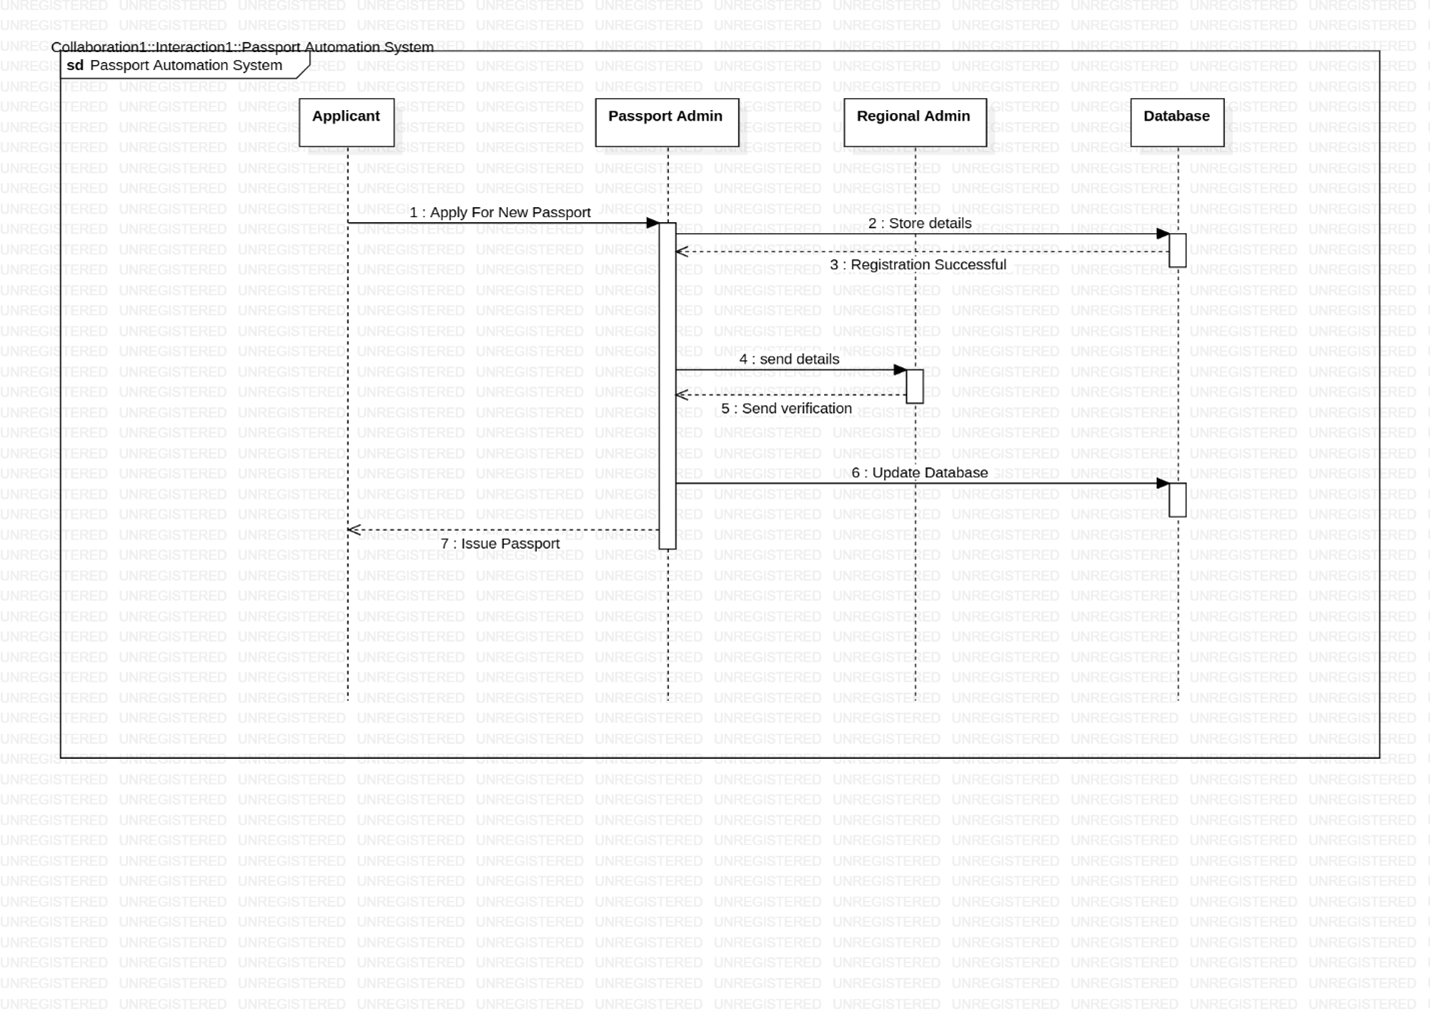 Collaboration1::Interaction1::Passport Automation System
sd Passport Automation System
Applicant
Passport Admin
Regional Admin
Database
1 : Apply For New Passport
2 : Store details
3 : Registration Successful
4 : send details
5 : Send verification
6 : Update Database
7 : Issue Passport
UNREGISTERED